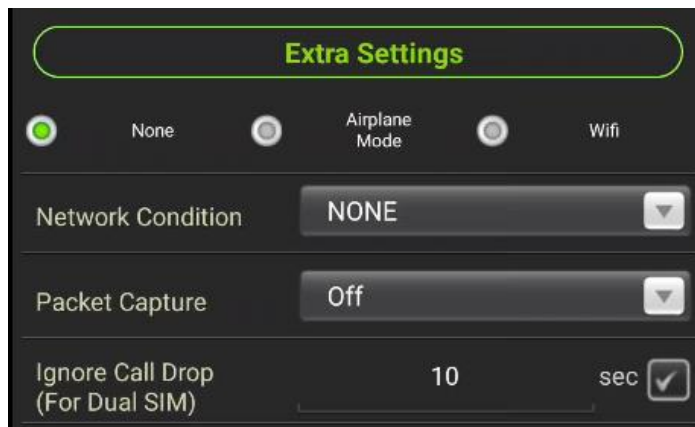 Extra Settings
None
Airplane
Mode
Wifi
Network Condition
NONE
Packet Capture
Off
Ignore Call Drop
(For Dual SIM)
10
sec